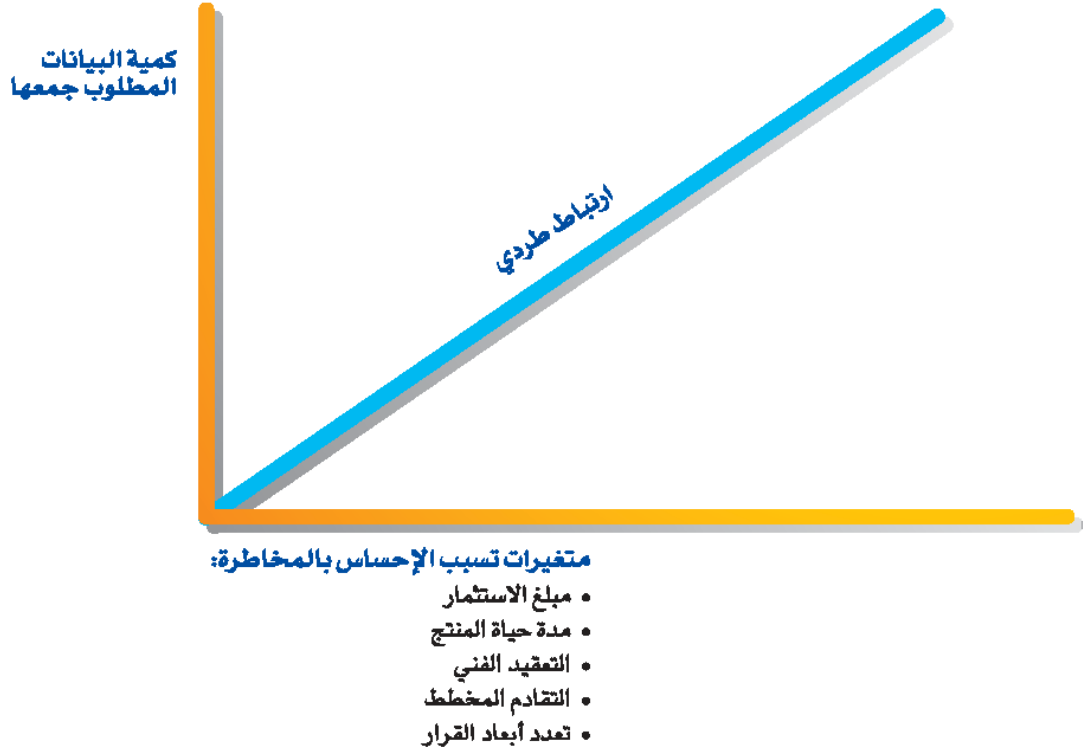 كمية البيانات
المطلوب جمعها
ارتباط طردي
متغيرات تسبب الإحساس بالمخاطرة:
• مبلغ الاستثمار
• مدة حياة المنتج
• التعقيد الفني
• التقادم المخطط
• تعدد أبعاد القرار